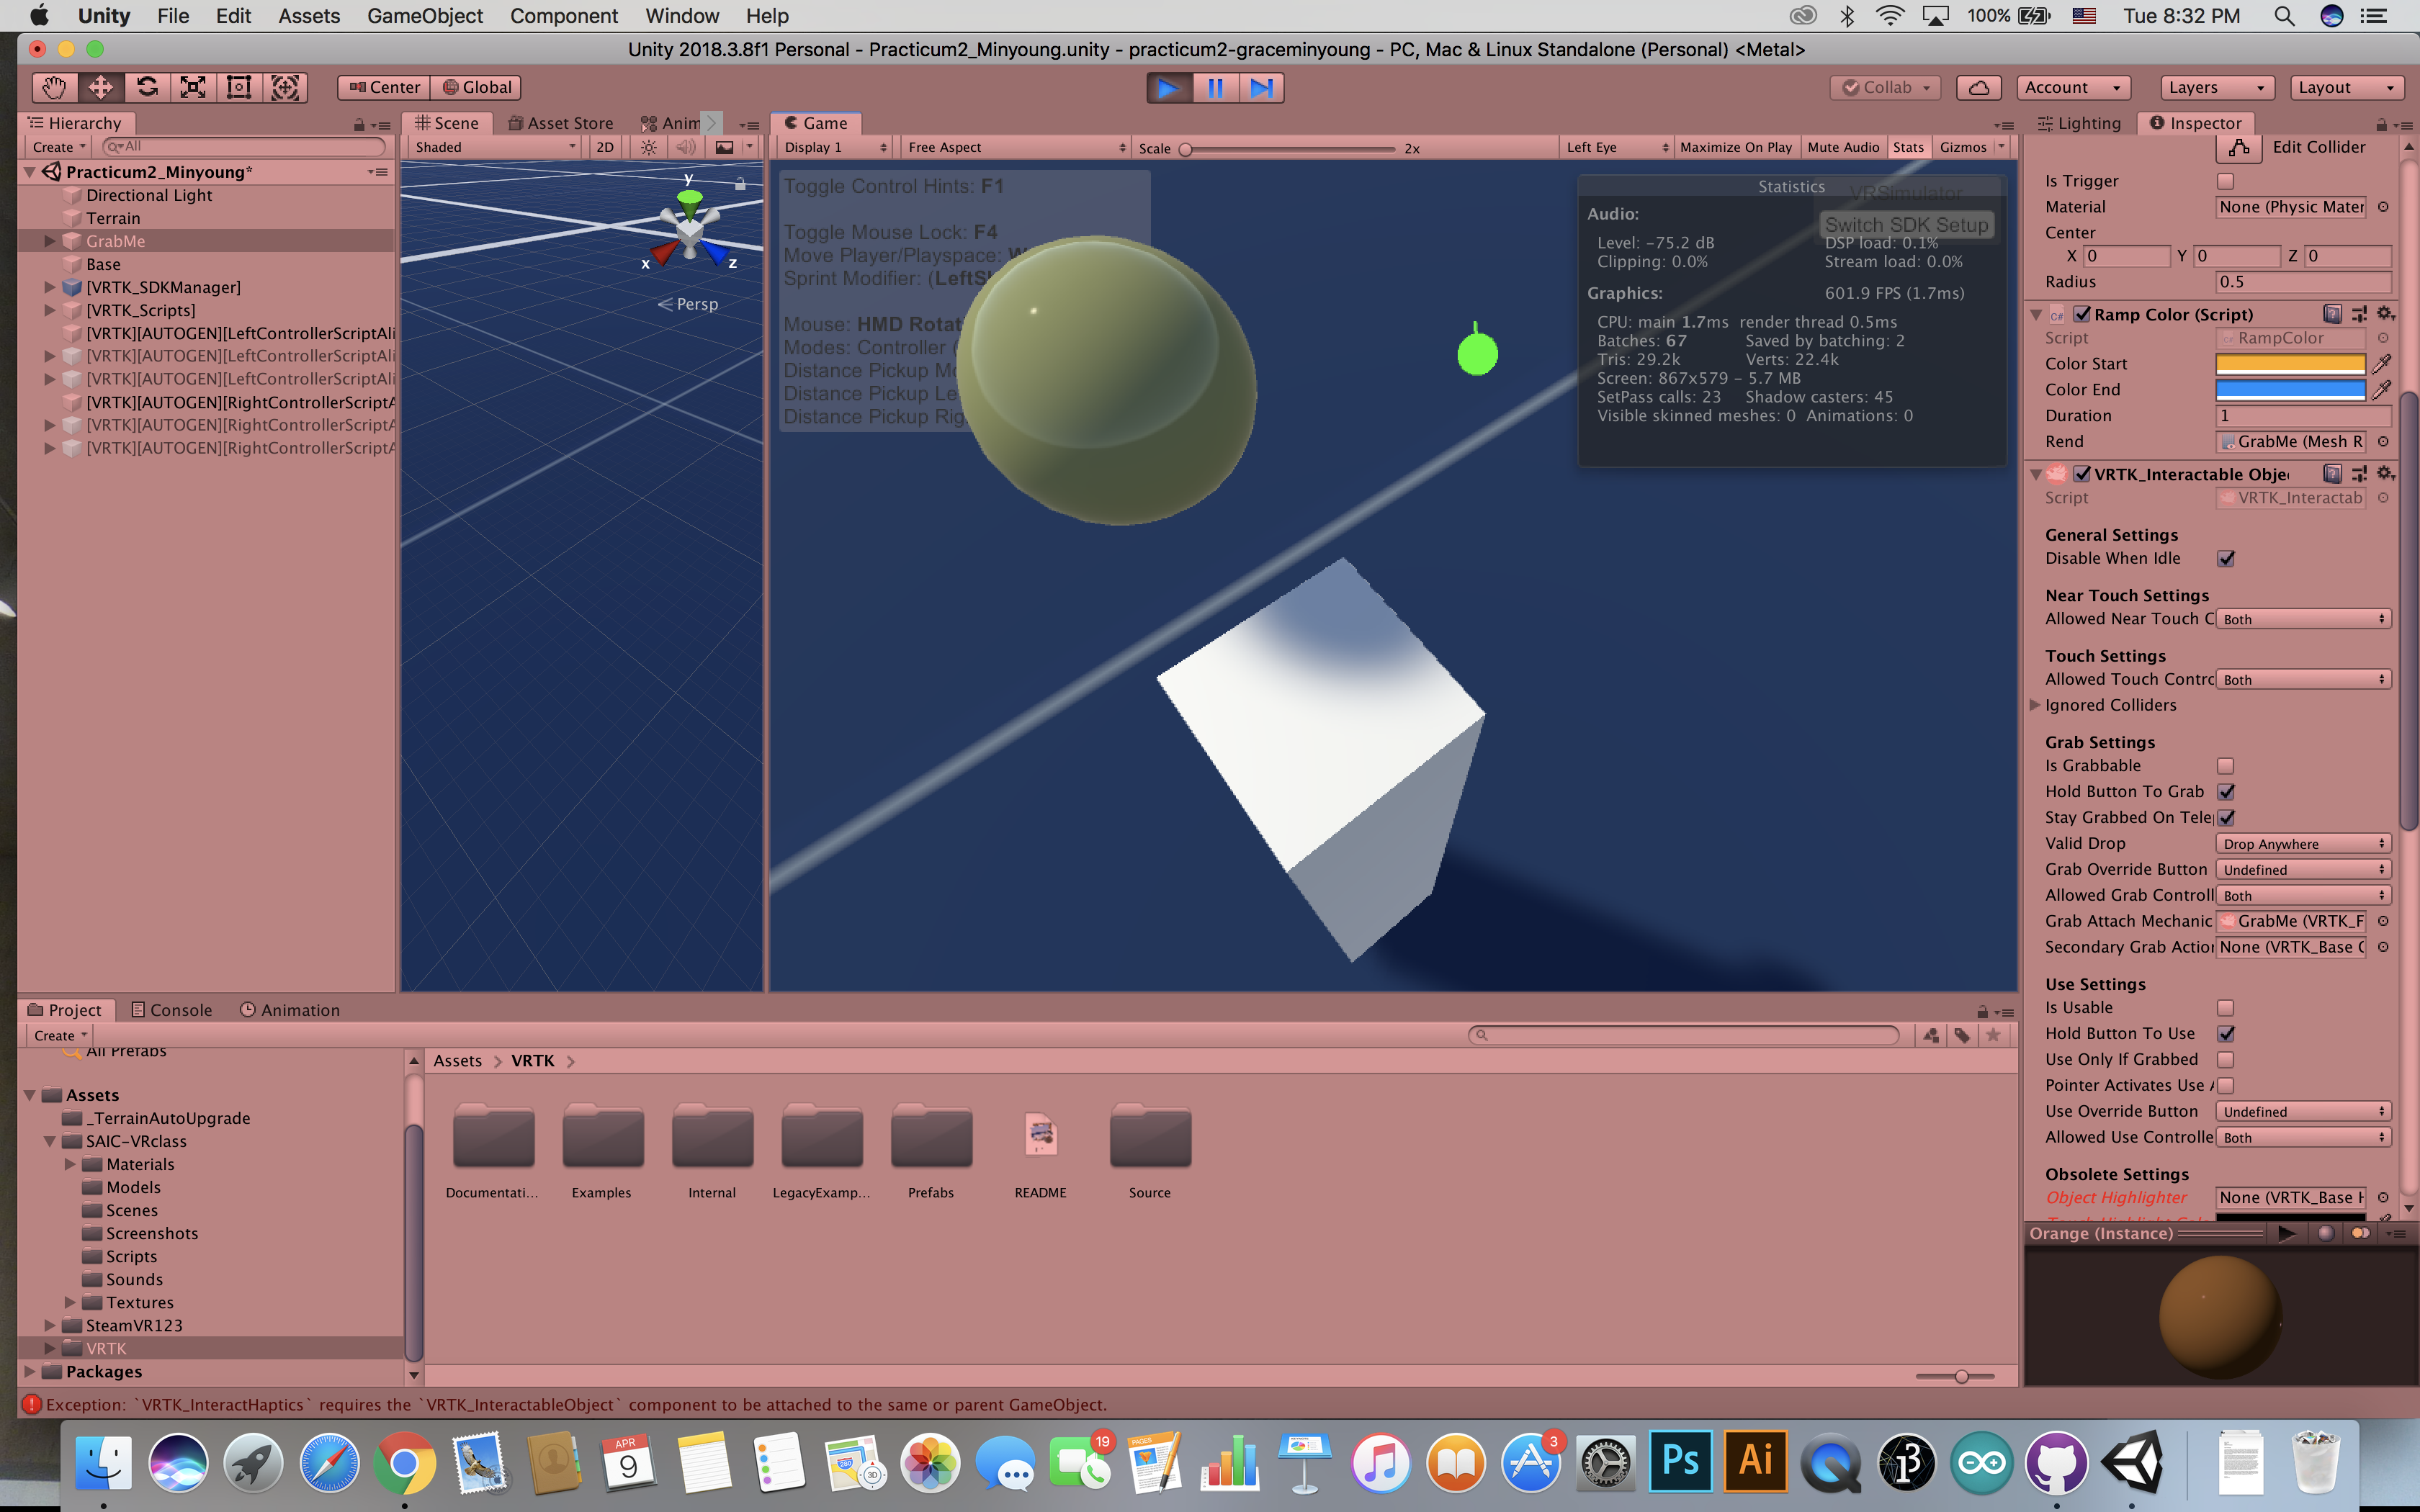 Unity File Edit Assets GameObject Component Window Help
100% Tue 8:32 PM
Unity 2018.3.8f1 Personal - Practicum2_Minyoung.unity - practicum2-graceminyoung - PC, Mac & Linux Standalone (Personal) <Metal>
Center Global
Collab Account Layers Layout
Hierarchy
Create All
Practicum2_Minyoung*
Directional Light
Terrain
GrabMe
Base
[VRTK_SDKManager]
[VRTK_Scripts]
[VRTK][AUTOGEN][LeftControllerScriptAli
[VRTK][AUTOGEN][LeftControllerScriptAli
[VRTK][AUTOGEN][LeftControllerScriptAli
[VRTK][AUTOGEN][RightControllerScriptA
[VRTK][AUTOGEN][RightControllerScriptA
[VRTK][AUTOGEN][RightControllerScriptA
Scene Asset Store Anim
Shaded 2D
y
x z
Persp
Game
Display 1 Free Aspect Scale 2x Left Eye Maximize On Play Mute Audio Stats Gizmos
Toggle Control Hints: F1
Toggle Mouse Lock: F4
Move Player/Playspace: W
Sprint Modifier: (LeftS
Mouse: HMD Rotat
Modes: Controller (
Distance Pickup Mo
Distance Pickup Le
Distance Pickup Rig
VRSimulator
Switch SDK Setup
Statistics
Audio:
Level: -75.2 dB DSP load: 0.1%
Clipping: 0.0% Stream load: 0.0%
Graphics: 601.9 FPS (1.7ms)
CPU: main 1.7ms render thread 0.5ms
Batches: 67 Saved by batching: 2
Tris: 29.2k Verts: 22.4k
Screen: 867x579 - 5.7 MB
SetPass calls: 23 Shadow casters: 45
Visible skinned meshes: 0 Animations: 0
Lighting Inspector
Edit Collider
Is Trigger
Material None (Physic Mater
Center
X 0 Y 0 Z 0
Radius 0.5
C# Ramp Color (Script)
Script RampColor
Color Start
Color End
Duration 1
Rend GrabMe (Mesh R
VRTK_Interactable Obje
Script VRTK_Interactab
General Settings
Disable When Idle
Near Touch Settings
Allowed Near Touch C Both
Touch Settings
Allowed Touch Contro Both
Ignored Colliders
Grab Settings
Is Grabbable
Hold Button To Grab
Stay Grabbed On Tele
Valid Drop Drop Anywhere
Grab Override Button Undefined
Allowed Grab Controll Both
Grab Attach Mechanic GrabMe (VRTK_F
Secondary Grab Action None (VRTK_Base G
Use Settings
Is Usable
Hold Button To Use
Use Only If Grabbed
Pointer Activates Use A
Use Override Button Undefined
Allowed Use Controlle Both
Obsolete Settings
Object Highlighter None (VRTK_Base H
Orange (Instance)
Project Console Animation
Create
All Prefabs
Assets
_TerrainAutoUpgrade
SAIC-VRclass
Materials
Models
Scenes
Screenshots
Scripts
Sounds
Textures
SteamVR123
VRTK
Packages
Assets VRTK
Documentati... Examples Internal LegacyExamp... Prefabs README Source
Exception: `VRTK_InteractHaptics` requires the `VRTK_InteractableObject` component to be attached to the same or parent GameObject.
APR
9
280
3D
19
PAGES
3
Ps
Ai